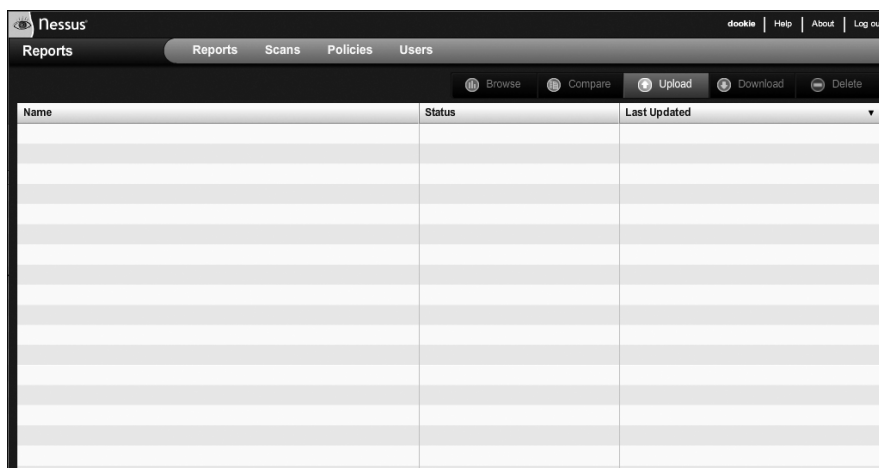 nessus
dookie | Help | About | Log ou
Reports
Reports Scans Policies Users
Browse Compare Upload Download Delete
Name Status Last Updated